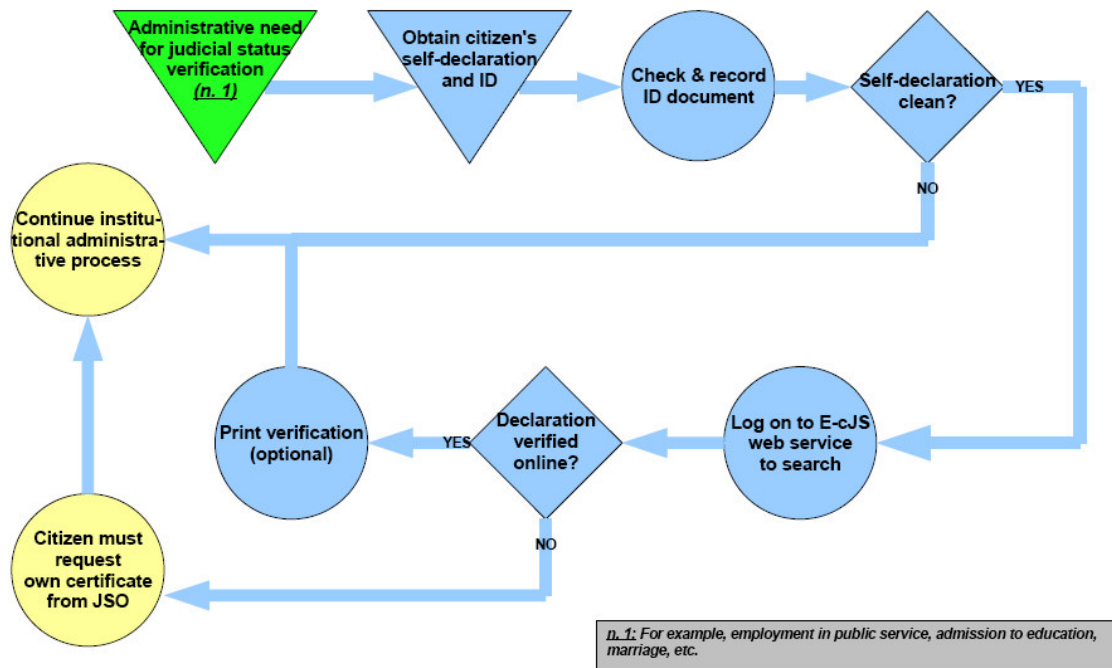 Administrative need
for judicial status
verification
(n. 1)
Obtain citizen's
self-declaration
and ID
Check & record
ID document
Self-declaration
clean?
YES
NO
Continue institu-
tional administra-
tive process
Print verification
(optional)
YES
Declaration
verified
online?
Log on to E-cJS
web service
to search
NO
Citizen must
request
own certificate
from JSO
n. 1: For example, employment in public service, admission to education,
marriage, etc.